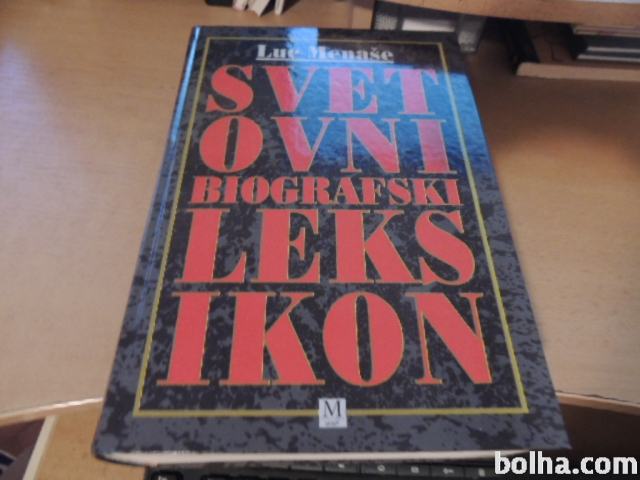 Luc Menaše
SVET
OVNI
BIOGRAFSKI
LEKS
IKON
M
bolha.com